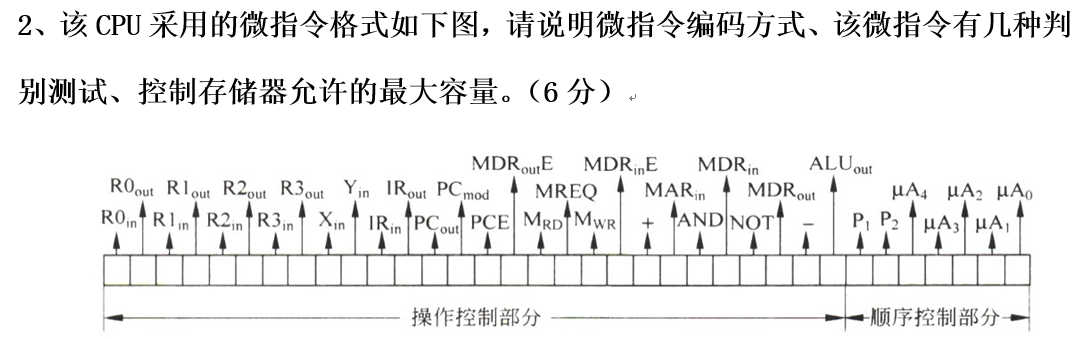 2、该 CPU 采用的微指令格式如下图，请说明微指令编码方式、该微指令有几种判
别测试、控制存储器允许的最大容量。（6 分）
MDRoutE MDRinE MDRin ALUout
R0out R1out R2out R3out Yin IRout PCmod MREQ MARin MDRout μA4 μA2 μA0
R0in R1in R2in R3in Xin IRin PCout PCE MRD MWR + AND NOT − P1 P2 μA3 μA1
操作控制部分 顺序控制部分